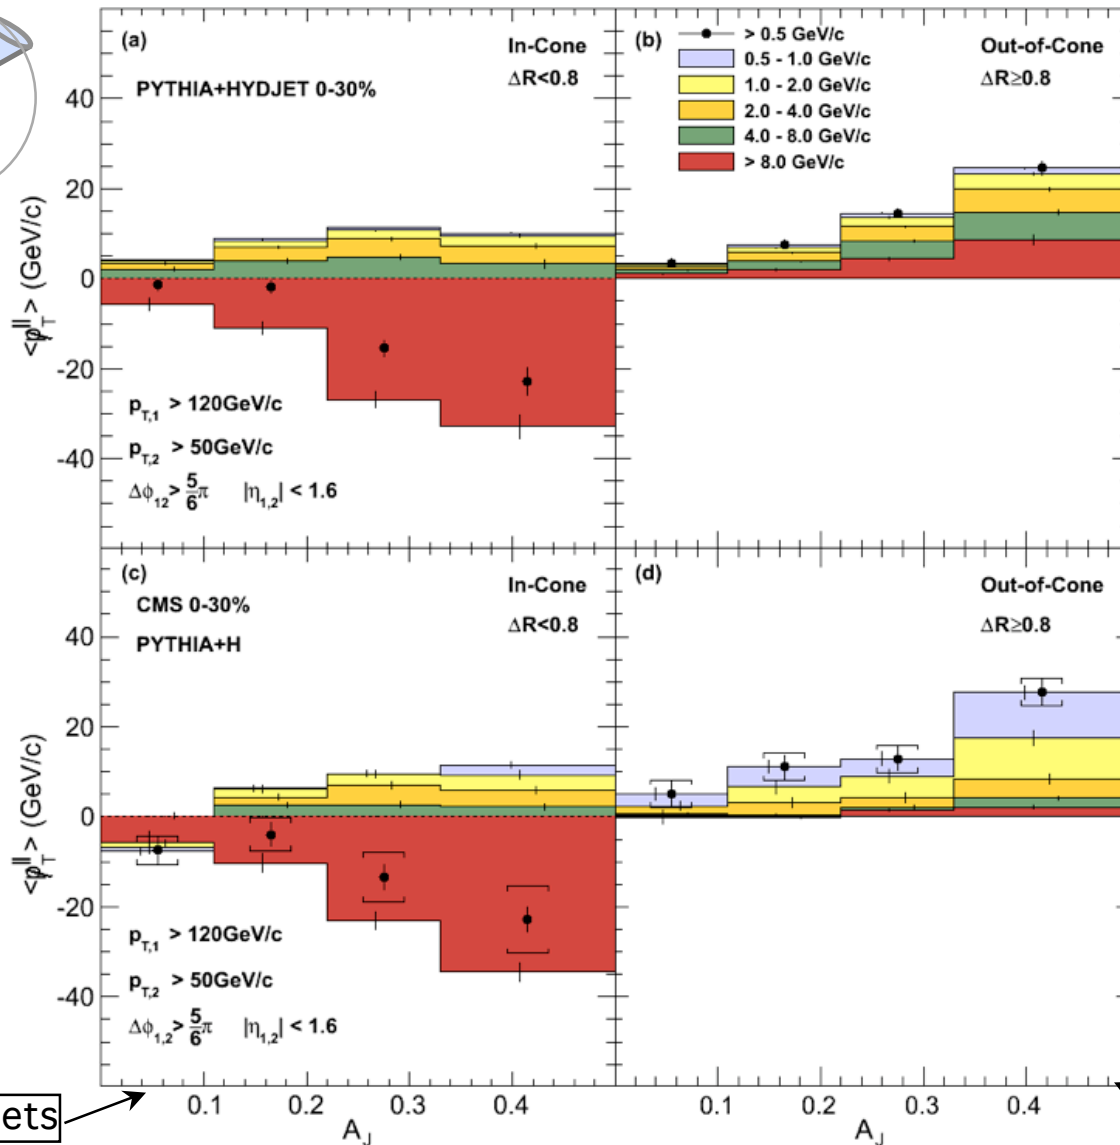 (a)
In-Cone
ΔR<0.8
PYTHIA+HYDJET 0-30%
40
20
0
-20
-40
<p̸_T^||> (GeV/c)
p_T,1 > 120GeV/c
p_T,2 > 50GeV/c
Δϕ_12 > 5/6 π |η_1,2| < 1.6
(b)
> 0.5 GeV/c
0.5 - 1.0 GeV/c
1.0 - 2.0 GeV/c
2.0 - 4.0 GeV/c
4.0 - 8.0 GeV/c
> 8.0 GeV/c
Out-of-Cone
ΔR≥0.8
(c)
In-Cone
ΔR<0.8
CMS 0-30%
PYTHIA+H
40
20
0
-20
-40
<p̸_T^||> (GeV/c)
p_T,1 > 120GeV/c
p_T,2 > 50GeV/c
Δϕ_1,2 > 5/6 π |η_1,2| < 1.6
(d)
Out-of-Cone
ΔR≥0.8
0.1 0.2 0.3 0.4
A_J
0.1 0.2 0.3 0.4
A_J
ets